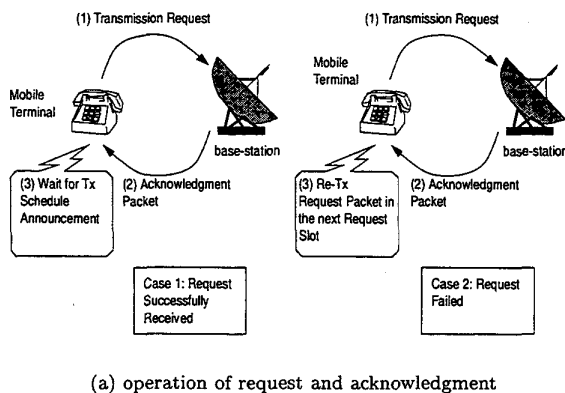 (1) Transmission Request
Mobile
Terminal
base-station
(3) Wait for Tx
Schedule
Announcement
(2) Acknowledgment
Packet
Case 1: Request
Successfully
Received
(1) Transmission Request
Mobile
Terminal
base-station
(3) Re-Tx
Request Packet in
the next Request
Slot
(2) Acknowledgment
Packet
Case 2: Request
Failed
(a) operation of request and acknowledgment